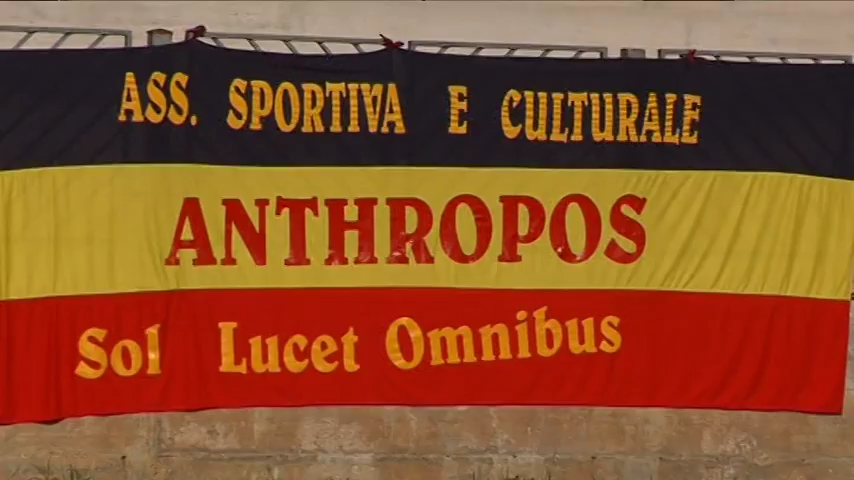 ASS. SPORTIVA E CULTURALE
ANTHROPOS
Sol Lucet Omnibus